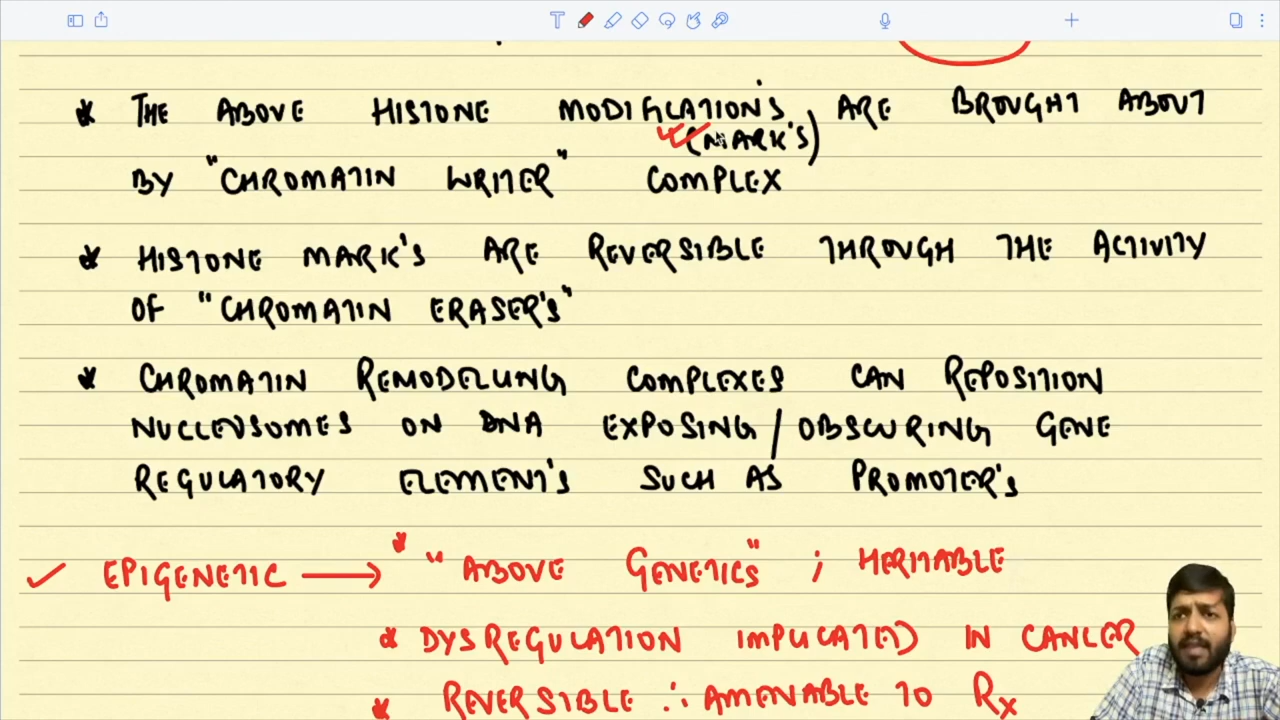 * THE ABOVE HISTONE MODIFICATION'S ARE BROUGHT ABOUT
(MARK'S)
BY "CHROMATIN WRITER" COMPLEX
* HISTONE MARK'S ARE REVERSIBLE THROUGH THE ACTIVITY
OF "CHROMATIN ERASER'S"
* CHROMATIN REMODELLING COMPLEXES CAN REPOSITION
NUCLEOSOMES ON DNA EXPOSING / OBSCURING GENE
REGULATORY ELEMENT'S SUCH AS PROMOTER'S
✓ EPIGENETIC → * "ABOVE GENETICS" ; HERITABLE
* DYSREGULATION IMPLICATED IN CANCER
* REVERSIBLE ∴ AMENABLE TO Rx